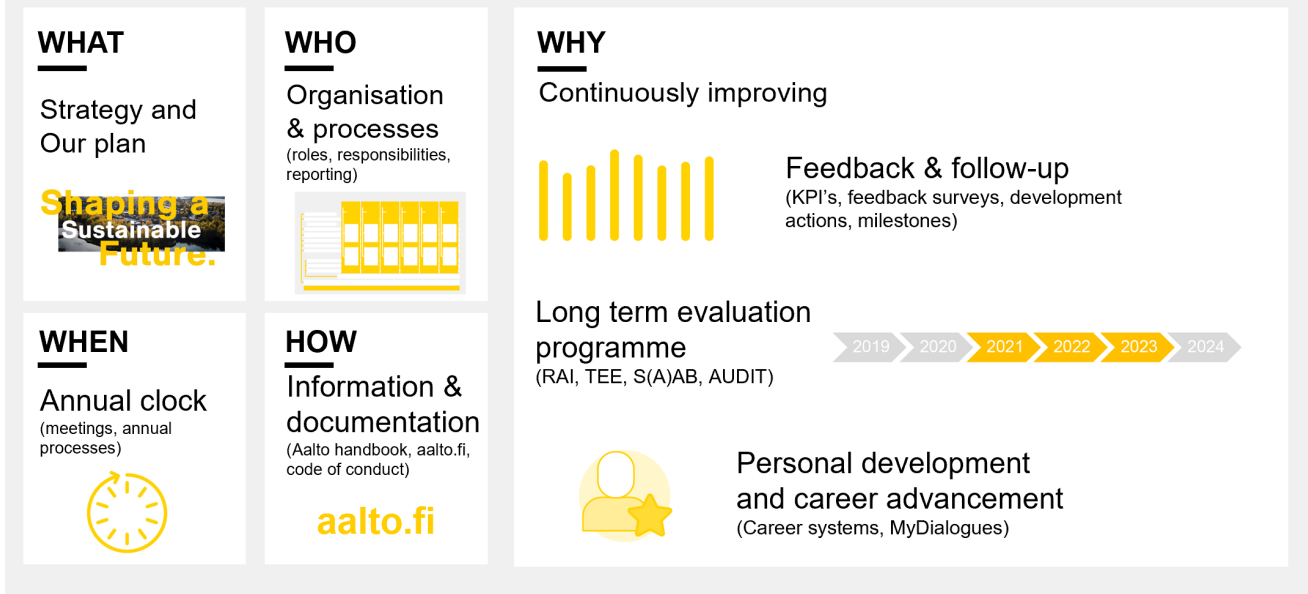 WHAT
Strategy and
Our plan
Shaping a
Sustainable
Future.
WHO
Organisation
& processes
(roles, responsibilities,
reporting)
WHEN
Annual clock
(meetings, annual
processes)
HOW
Information &
documentation
(Aalto handbook, aalto.fi,
code of conduct)
aalto.fi
WHY
Continuously improving
Feedback & follow-up
(KPI’s, feedback surveys, development
actions, milestones)
Long term evaluation
programme
(RAI, TEE, S(A)AB, AUDIT)
2019 2020 2021 2022 2023 2024
Personal development
and career advancement
(Career systems, MyDialogues)